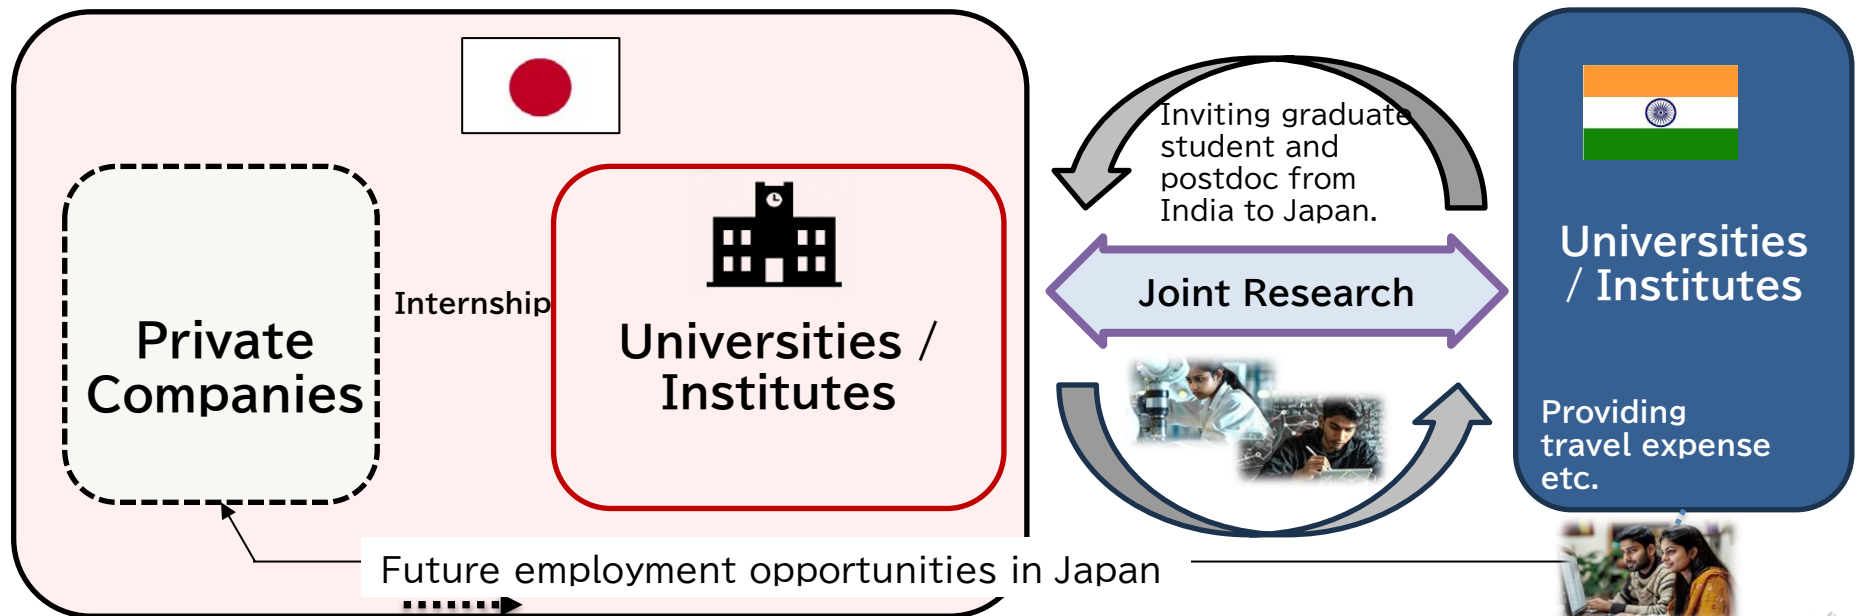 Private
Companies
Internship
Universities /
Institutes
Inviting graduate
student and
postdoc from
India to Japan.
Joint Research
Universities
/ Institutes
Providing
travel expense
etc.
Future employment opportunities in Japan